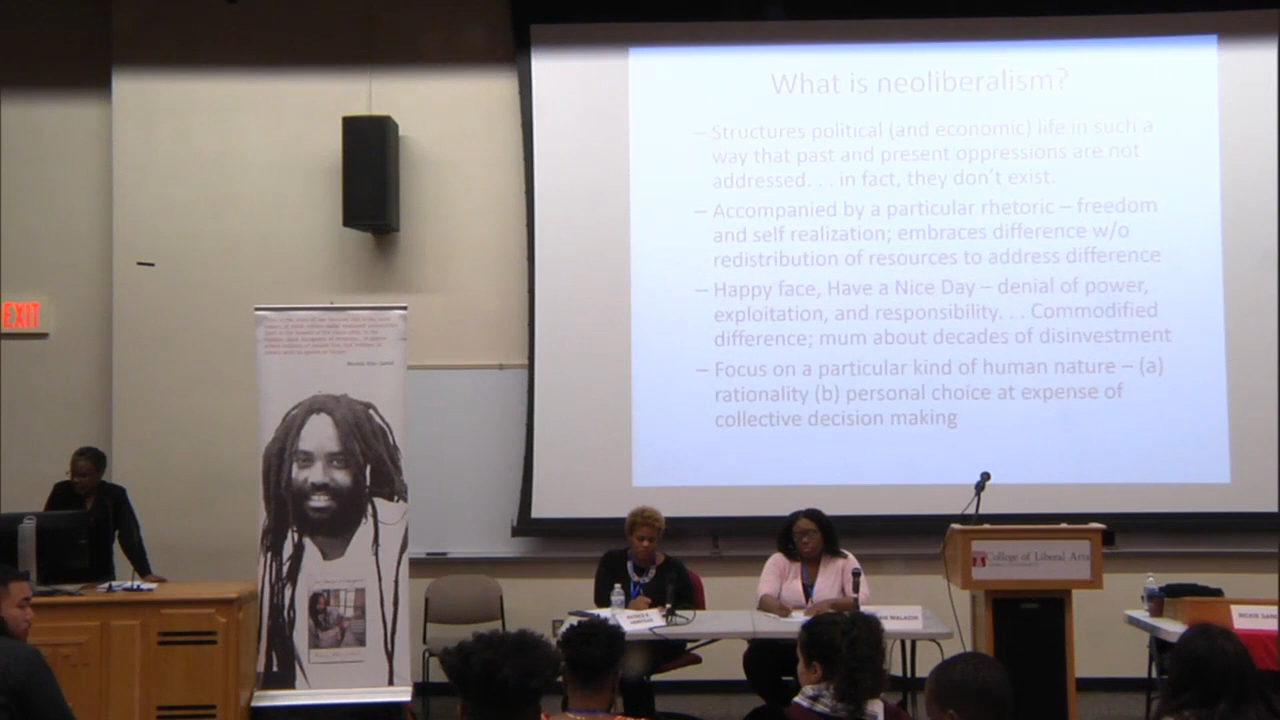 What is neoliberalism?
– Structures political (and economic) life in such a
way that past and present oppressions are not
addressed. . . in fact, they don't exist.
– Accompanied by a particular rhetoric – freedom
and self realization; embraces difference w/o
redistribution of resources to address difference
– Happy face, Have a Nice Day – denial of power,
exploitation, and responsibility. . . Commodified
difference; mum about decades of disinvestment
– Focus on a particular kind of human nature – (a)
rationality (b) personal choice at expense of
collective decision making
EXIT
Mumia Abu-Jamal
College of Liberal Arts